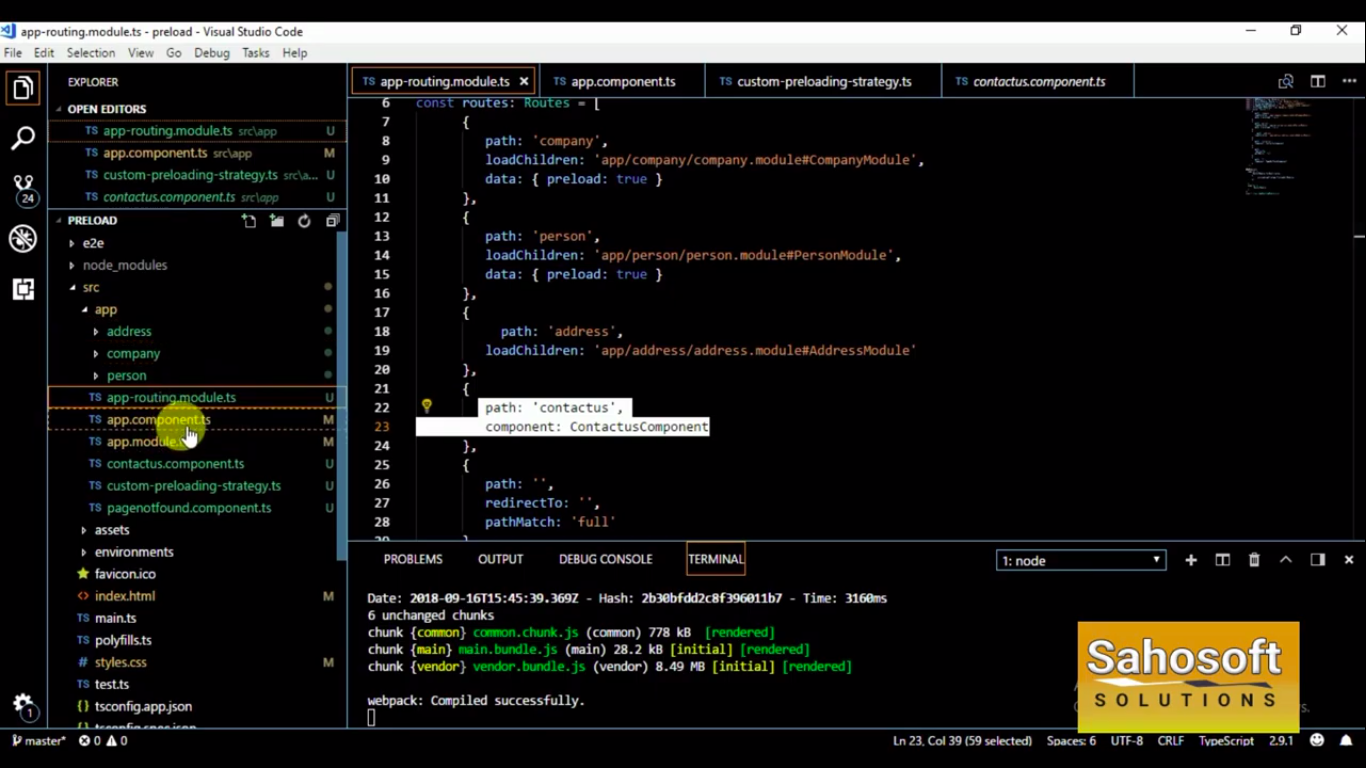 app-routing.module.ts - preload - Visual Studio Code
File Edit Selection View Go Debug Tasks Help
EXPLORER
OPEN EDITORS
TS app-routing.module.ts src\app U
TS app.component.ts src\app M
TS custom-preloading-strategy.ts src\a... U
TS contactus.component.ts src\app U
24
PRELOAD
e2e
node_modules
src
app
address
company
person
TS app-routing.module.ts U
TS app.component.ts M
TS app.module. M
TS contactus.component.ts U
TS custom-preloading-strategy.ts U
TS pagenotfound.component.ts U
assets
environments
favicon.ico
<> index.html M
TS main.ts
TS polyfills.ts
# styles.css M
TS test.ts
{} tsconfig.app.json
{} tsconfig.spec.json
1
TS app-routing.module.ts × TS app.component.ts TS custom-preloading-strategy.ts TS contactus.component.ts
6 const routes: Routes = [
7 {
8 path: 'company',
9 loadChildren: 'app/company/company.module#CompanyModule',
10 data: { preload: true }
11 },
12 {
13 path: 'person',
14 loadChildren: 'app/person/person.module#PersonModule',
15 data: { preload: true }
16 },
17 {
18 path: 'address',
19 loadChildren: 'app/address/address.module#AddressModule'
20 },
21 {
22 path: 'contactus',
23 component: ContactusComponent
24 },
25 {
26 path: '',
27 redirectTo: '',
28 pathMatch: 'full'
PROBLEMS OUTPUT DEBUG CONSOLE TERMINAL 1: node
Date: 2018-09-16T15:45:39.369Z - Hash: 2b30bfdd2c8f396011b7 - Time: 3160ms
6 unchanged chunks
chunk {common} common.chunk.js (common) 778 kB [rendered]
chunk {main} main.bundle.js (main) 28.2 kB [initial] [rendered]
chunk {vendor} vendor.bundle.js (vendor) 8.49 MB [initial] [rendered]
webpack: Compiled successfully.
Sahosoft
SOLUTIONS
master* 0 0 Ln 23, Col 39 (59 selected) Spaces: 6 UTF-8 CRLF TypeScript 2.9.1